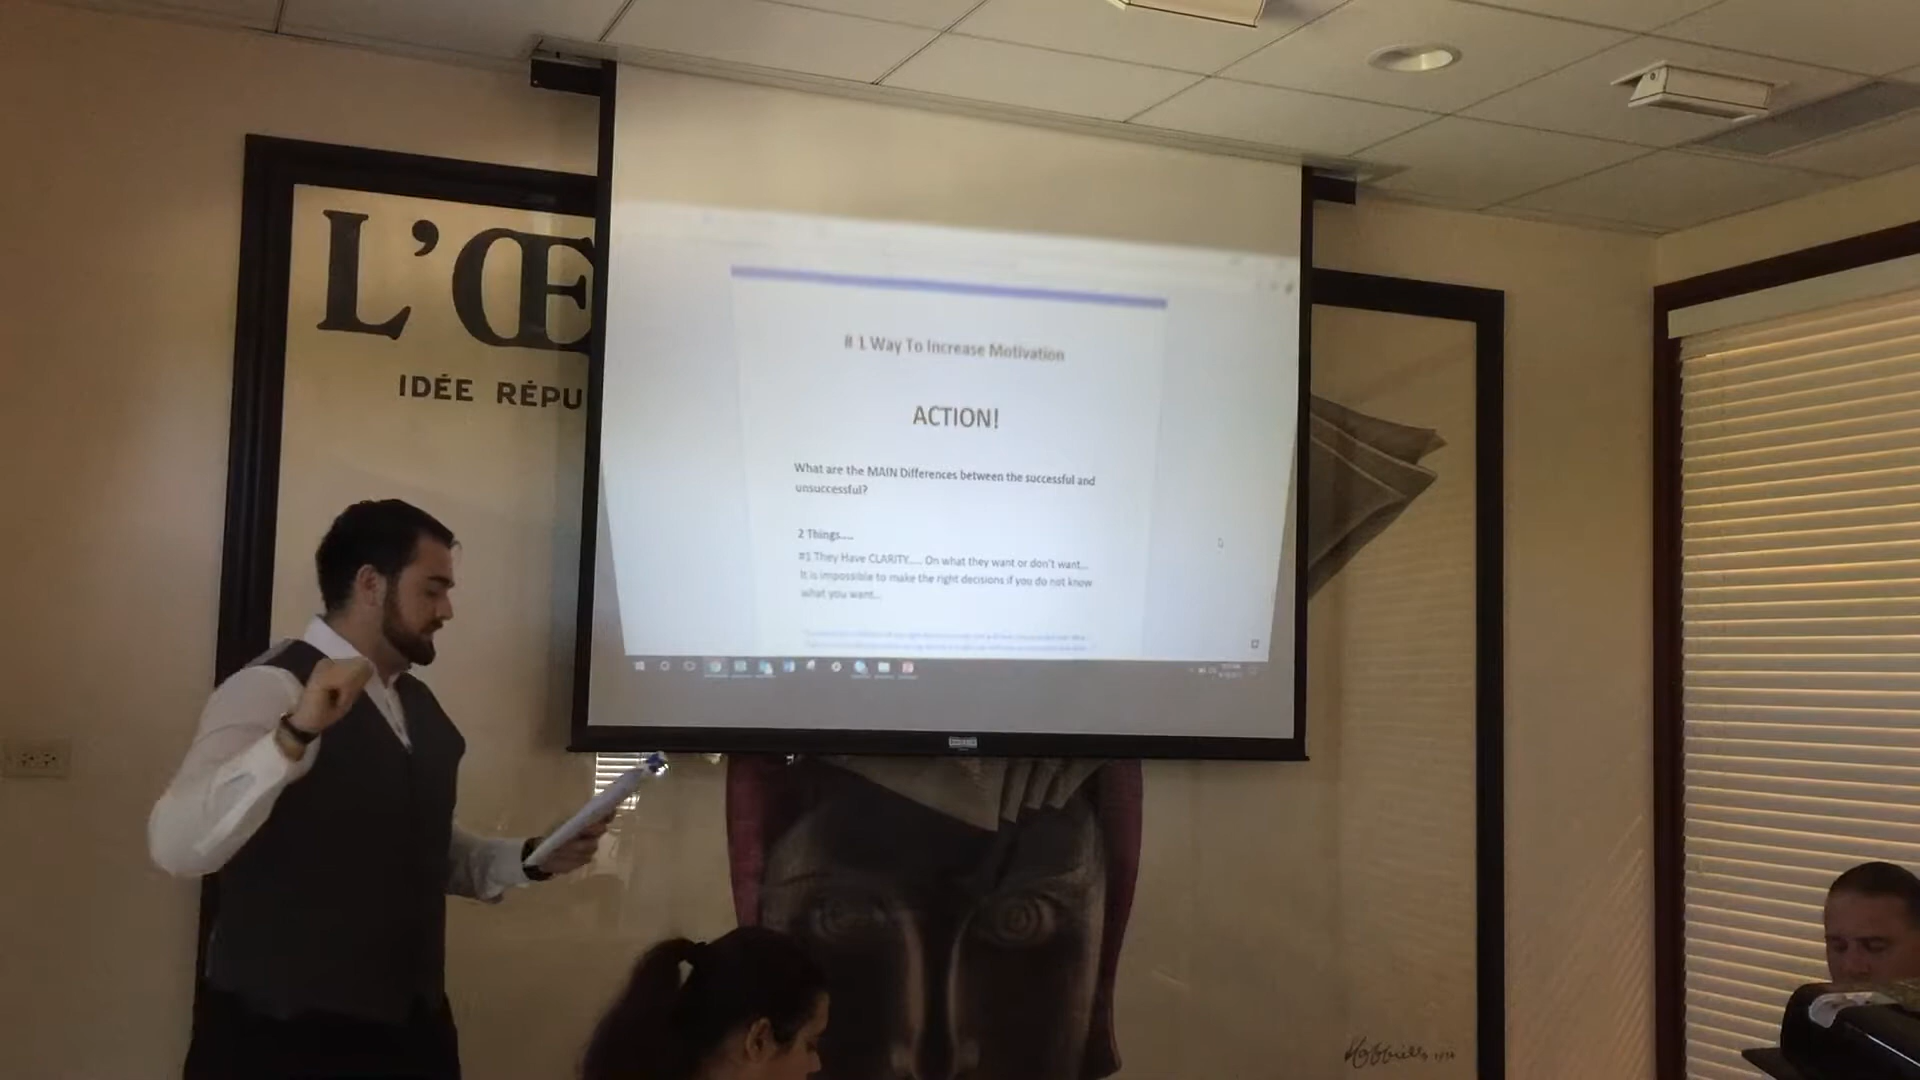 L'Œ
IDÉE RÉPU
# 1 Way To Increase Motivation
ACTION!
What are the MAIN Differences between the successful and
unsuccessful?
2 Things.....
#1 They Have CLARITY..... On what they want or don't want...
It is impossible to make the right decisions if you do not know
what you want...